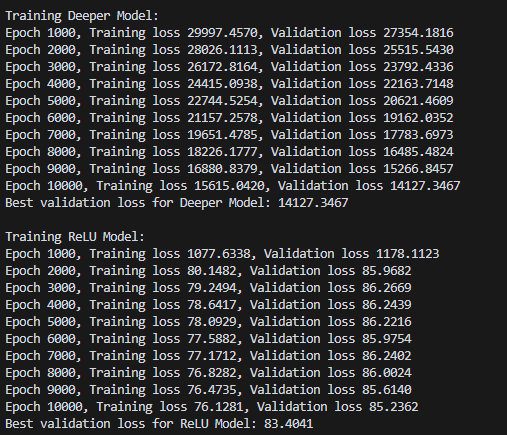 Training Deeper Model:
Epoch 1000, Training loss 29997.4570, Validation loss 27354.1816
Epoch 2000, Training loss 28026.1113, Validation loss 25515.5430
Epoch 3000, Training loss 26172.8164, Validation loss 23792.4336
Epoch 4000, Training loss 24415.0938, Validation loss 22163.7148
Epoch 5000, Training loss 22744.5254, Validation loss 20621.4609
Epoch 6000, Training loss 21157.2578, Validation loss 19162.0352
Epoch 7000, Training loss 19651.4785, Validation loss 17783.6973
Epoch 8000, Training loss 18226.1777, Validation loss 16485.4824
Epoch 9000, Training loss 16880.8379, Validation loss 15266.8457
Epoch 10000, Training loss 15615.0420, Validation loss 14127.3467
Best validation loss for Deeper Model: 14127.3467
Training ReLU Model:
Epoch 1000, Training loss 1077.6338, Validation loss 1178.1123
Epoch 2000, Training loss 80.1482, Validation loss 85.9682
Epoch 3000, Training loss 79.2494, Validation loss 86.2669
Epoch 4000, Training loss 78.6417, Validation loss 86.2439
Epoch 5000, Training loss 78.0929, Validation loss 86.2216
Epoch 6000, Training loss 77.5882, Validation loss 85.9754
Epoch 7000, Training loss 77.1712, Validation loss 86.2402
Epoch 8000, Training loss 76.8282, Validation loss 86.0024
Epoch 9000, Training loss 76.4735, Validation loss 85.6140
Epoch 10000, Training loss 76.1281, Validation loss 85.2362
Best validation loss for ReLU Model: 83.4041